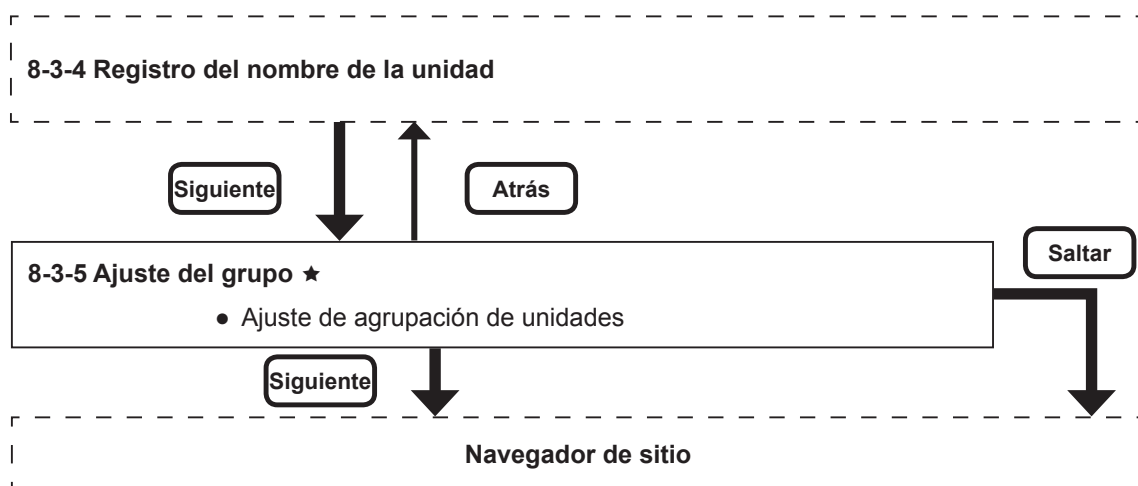 8-3-4 Registro del nombre de la unidad
Siguiente
Atrás
8-3-5 Ajuste del grupo ★
Saltar
● Ajuste de agrupación de unidades
Siguiente
Navegador de sitio